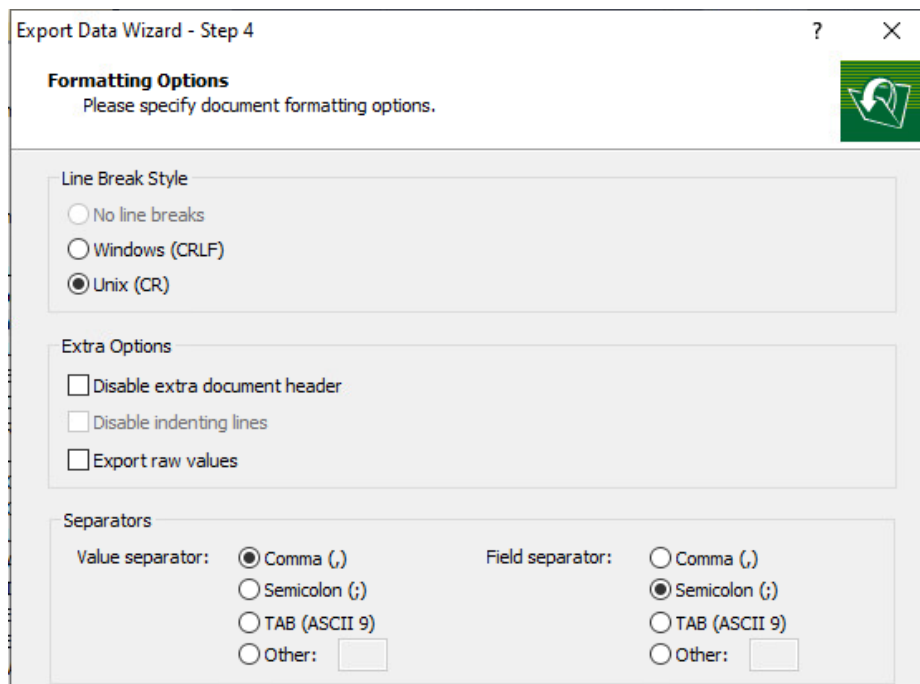 Export Data Wizard - Step 4 ? ×
Formatting Options
Please specify document formatting options.
Line Break Style
No line breaks
Windows (CRLF)
Unix (CR)
Extra Options
Disable extra document header
Disable indenting lines
Export raw values
Separators
Value separator: Comma (,) Field separator: Comma (,)
Semicolon (;) Semicolon (;)
TAB (ASCII 9) TAB (ASCII 9)
Other: Other: